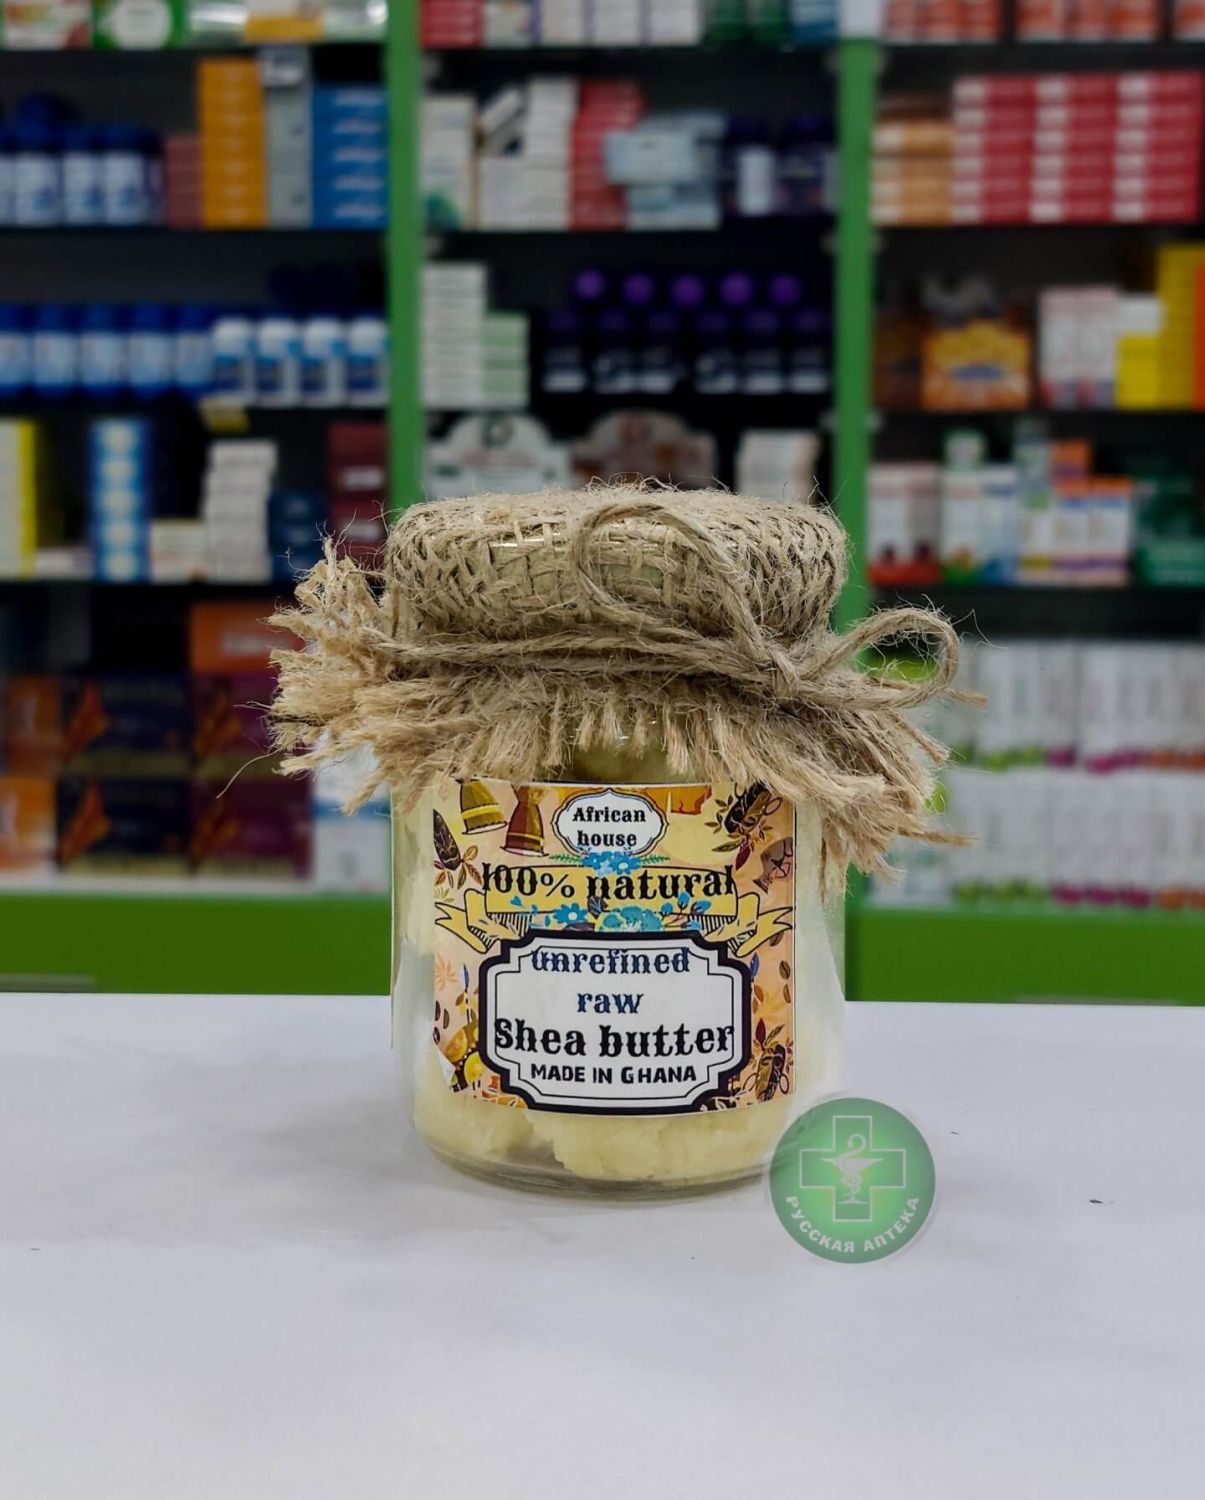 African
house
100% natural
Unrefined
raw
Shea butter
MADE IN GHANA
РУССКАЯ АПТЕКА